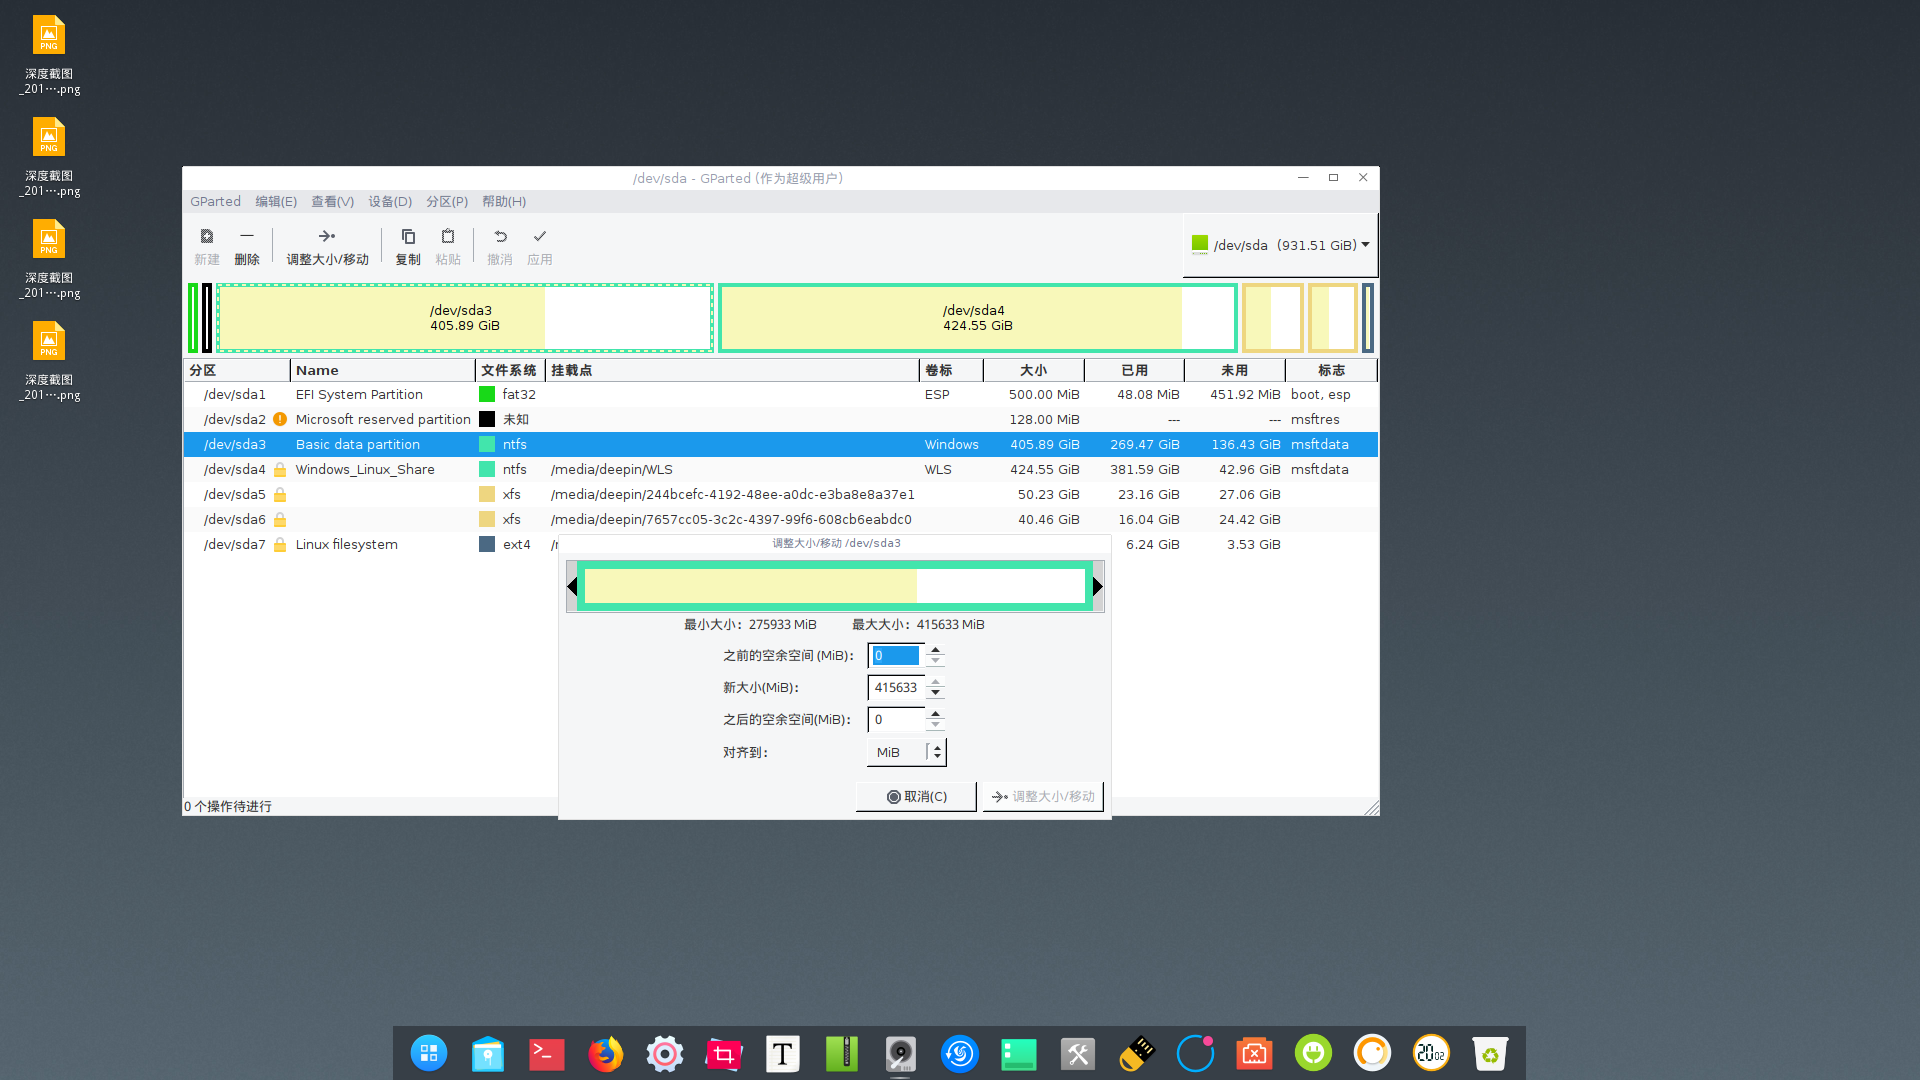 深度截图
_201···.png
深度截图
_201···.png
深度截图
_201···.png
深度截图
_201···.png
/dev/sda - GParted (作为超级用户)
GParted 编辑(E) 查看(V) 设备(D) 分区(P) 帮助(H)
新建 删除 调整大小/移动 复制 粘贴 撤消 应用
/dev/sda (931.51 GiB)
/dev/sda3
405.89 GiB
/dev/sda4
424.55 GiB
分区 Name 文件系统 挂载点 卷标 大小 已用 未用 标志
/dev/sda1 EFI System Partition fat32 ESP 500.00 MiB 48.08 MiB 451.92 MiB boot, esp
/dev/sda2 Microsoft reserved partition 未知 128.00 MiB --- --- msftres
/dev/sda3 Basic data partition ntfs Windows 405.89 GiB 269.47 GiB 136.43 GiB msftdata
/dev/sda4 Windows_Linux_Share ntfs /media/deepin/WLS WLS 424.55 GiB 381.59 GiB 42.96 GiB msftdata
/dev/sda5 xfs /media/deepin/244bcefc-4192-48ee-a0dc-e3ba8e8a37e1 50.23 GiB 23.16 GiB 27.06 GiB
/dev/sda6 xfs /media/deepin/7657cc05-3c2c-4397-99f6-608cb6eabdc0 40.46 GiB 16.04 GiB 24.42 GiB
/dev/sda7 Linux filesystem ext4 6.24 GiB 3.53 GiB
调整大小/移动 /dev/sda3
最小大小：275933 MiB 最大大小：415633 MiB
之前的空余空间 (MiB)： 0
新大小(MiB)： 415633
之后的空余空间(MiB)： 0
对齐到： MiB
取消(C) 调整大小/移动
0 个操作待进行
PNG
PNG
PNG
PNG
T
20 02